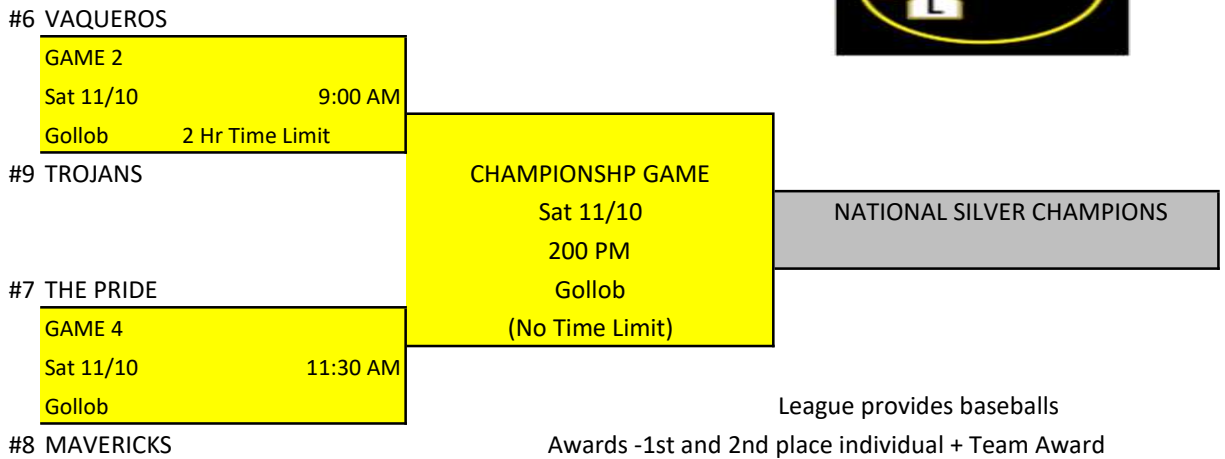 L
#6 VAQUEROS
GAME 2
Sat 11/10 9:00 AM
Gollob 2 Hr Time Limit
#9 TROJANS
CHAMPIONSHP GAME
Sat 11/10
200 PM
Gollob
(No Time Limit)
NATIONAL SILVER CHAMPIONS
#7 THE PRIDE
GAME 4
Sat 11/10 11:30 AM
Gollob
#8 MAVERICKS
League provides baseballs
Awards -1st and 2nd place individual + Team Award